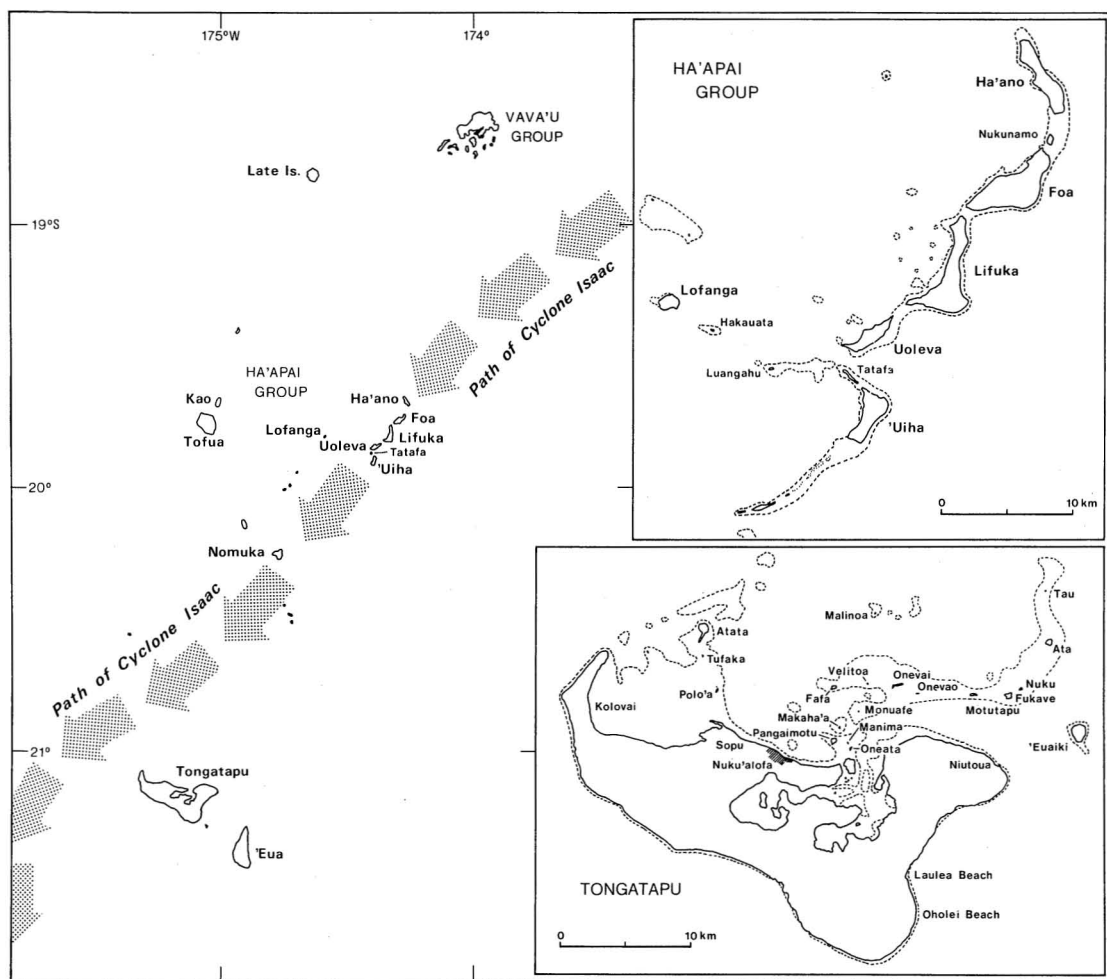 175°W
174°
19°S
20°
21°
VAVA'U
GROUP
Late Is.
Path of Cyclone Isaac
HA'APAI
GROUP
Kao
Tofua
Lofanga
Ha'ano
Foa
Lifuka
Uoleva
Tatafa
'Uiha
Nomuka
Path of Cyclone Isaac
Tongatapu
'Eua
HA'APAI
GROUP
Ha'ano
Nukunamo
Foa
Lifuka
Lofanga
Hakauata
Uoleva
Luangahu
Tatafa
'Uiha
0 10 km
Tau
Malinoa
Atata
Ata
Tufaka
Velitoa
Onevai
Onevao
Nuku
Polo'a
Fafa
Fukave
Motutapu
Kolovai
Makaha'a
Monuafe
Pangaimotu
Manima
Sopu
Oneata
'Euaiki
Nuku'alofa
Niutoua
Laulea Beach
TONGATAPU
Oholei Beach
0 10 km